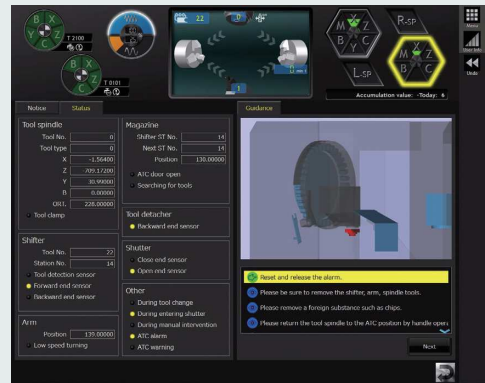 22
0
1
T 2100
T 0101
M
Y
Z
B
C
X
R-SP
L-SP
Accumulation value: -Today: 6
Menu
User Info
Undo
Notice
Status
Guidance
Tool spindle
Tool No. 0
Tool type 0
X -1.56400
Z 709.17200
Y 30.99000
B 0.00000
ORI. 228.00000
Tool clamp
Shifter
Tool No. 22
Station No. 14
Tool detection sensor
Forward end sensor
Backward end sensor
Arm
Position 139.00000
Low speed turning
Magazine
Shifter ST No. 14
Next ST No. 14
Position 130.00000
ATC door open
Searching for tools
Tool detacher
Backward end sensor
Shutter
Close end sensor
Open end sensor
Other
During tool change
During entering shutter
During manual intervention
ATC alarm
ATC warning
Reset and release the alarm.
Please be sure to remove the shifter, arm, spindle tools.
Please remove a foreign substance such as chips.
Please return the tool spindle to the ATC position by handle oper
Next